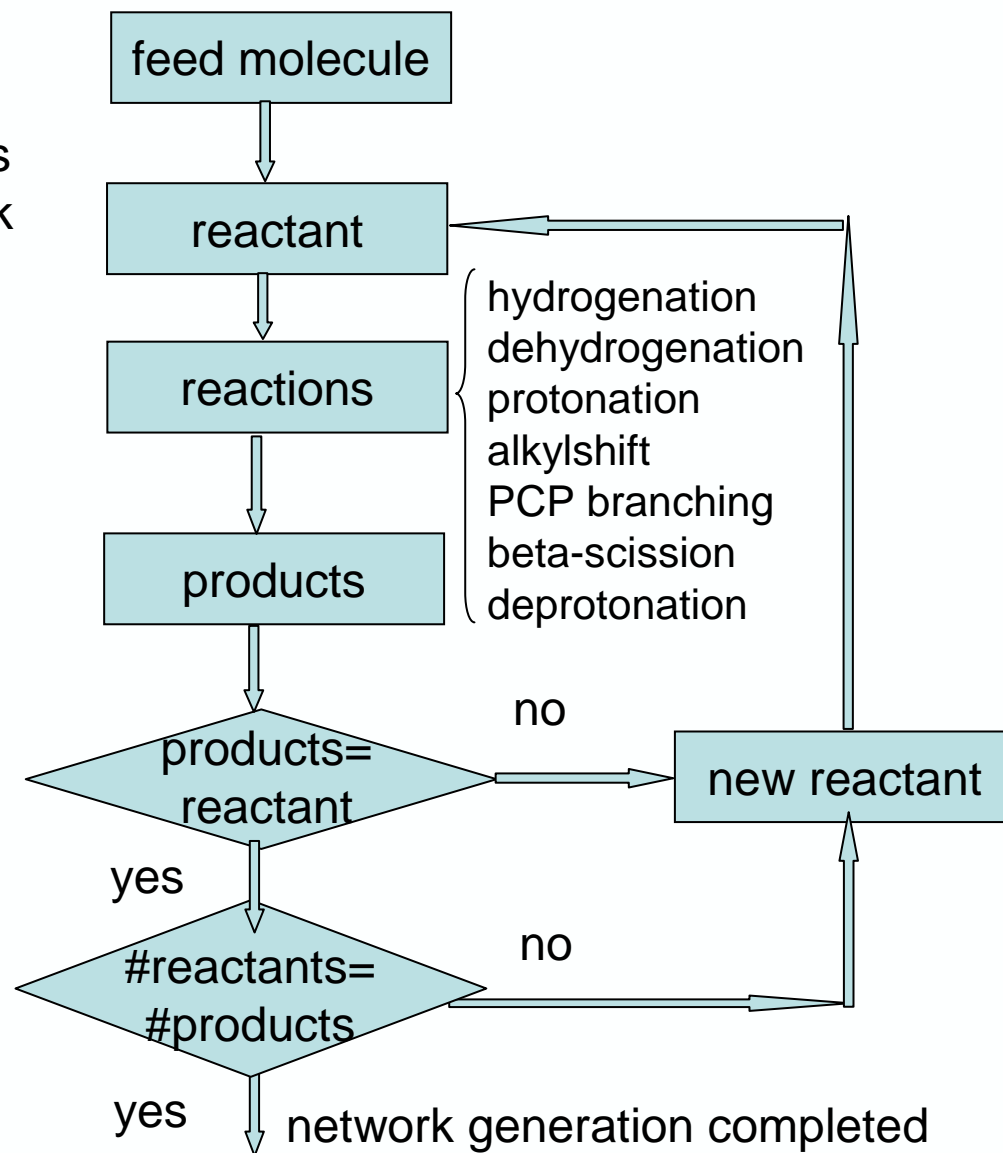 feed molecule
reactant
reactions
hydrogenation
dehydrogenation
protonation
alkylshift
PCP branching
beta-scission
deprotonation
products
products=
reactant
no
new reactant
yes
#reactants=
#products
no
yes
network generation completed